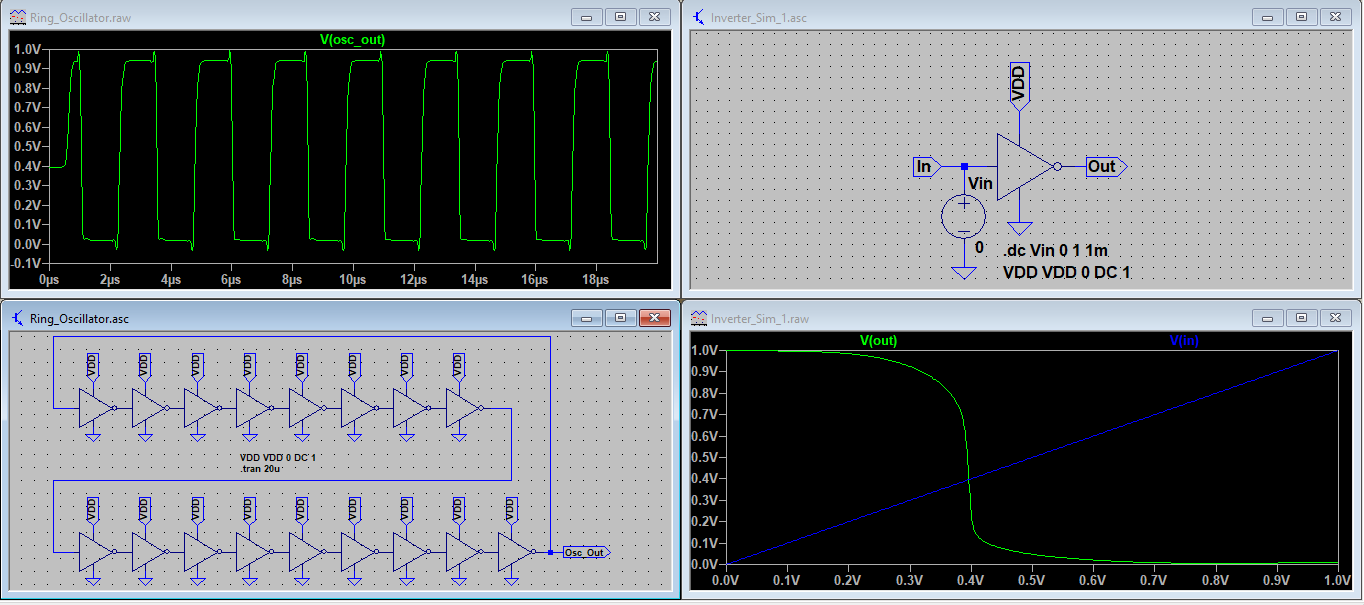 Ring_Oscillator.raw
V(osc_out)
1.0V
0.9V
0.8V
0.7V
0.6V
0.5V
0.4V
0.3V
0.2V
0.1V
0.0V
-0.1V
0µs 2µs 4µs 6µs 8µs 10µs 12µs 14µs 16µs 18µs
Inverter_Sim_1.asc
VDD
In
Vin
Out
0
.dc Vin 0 1 1m
VDD VDD 0 DC 1
Ring_Oscillator.asc
VDD VDD VDD VDD VDD VDD VDD VDD
VDD VDD 0 DC 1
.tran 20u
VDD VDD VDD VDD VDD VDD VDD VDD VDD
Osc_Out
Inverter_Sim_1.raw
V(out) V(in)
1.0V
0.9V
0.8V
0.7V
0.6V
0.5V
0.4V
0.3V
0.2V
0.1V
0.0V
0.0V 0.1V 0.2V 0.3V 0.4V 0.5V 0.6V 0.7V 0.8V 0.9V 1.0V